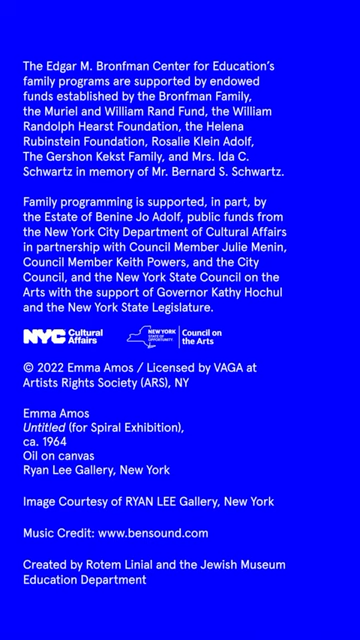 The Edgar M. Bronfman Center for Education’s
family programs are supported by endowed
funds established by the Bronfman Family,
the Muriel and William Rand Fund, the William
Randolph Hearst Foundation, the Helena
Rubinstein Foundation, Rosalie Klein Adolf,
The Gershon Kekst Family, and Mrs. Ida C.
Schwartz in memory of Mr. Bernard S. Schwartz.
Family programming is supported, in part, by
the Estate of Benine Jo Adolf, public funds from
the New York City Department of Cultural Affairs
in partnership with Council Member Julie Menin,
Council Member Keith Powers, and the City
Council, and the New York State Council on the
Arts with the support of Governor Kathy Hochul
and the New York State Legislature.
NYC Cultural Affairs
NEW YORK STATE OF OPPORTUNITY. Council on the Arts
© 2022 Emma Amos / Licensed by VAGA at
Artists Rights Society (ARS), NY
Emma Amos
Untitled (for Spiral Exhibition),
ca. 1964
Oil on canvas
Ryan Lee Gallery, New York
Image Courtesy of RYAN LEE Gallery, New York
Music Credit: www.bensound.com
Created by Rotem Linial and the Jewish Museum
Education Department